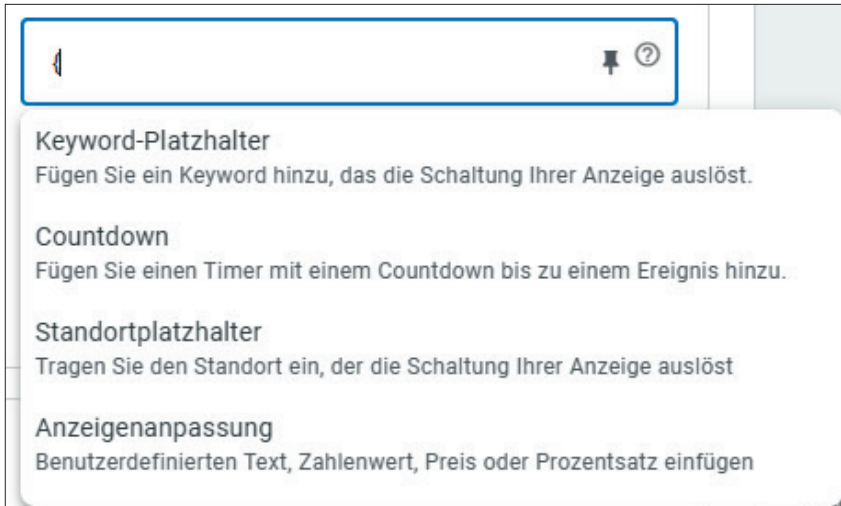 {
Keyword-Platzhalter
Fügen Sie ein Keyword hinzu, das die Schaltung Ihrer Anzeige auslöst.
Countdown
Fügen Sie einen Timer mit einem Countdown bis zu einem Ereignis hinzu.
Standortplatzhalter
Tragen Sie den Standort ein, der die Schaltung Ihrer Anzeige auslöst
Anzeigenanpassung
Benutzerdefinierten Text, Zahlenwert, Preis oder Prozentsatz einfügen